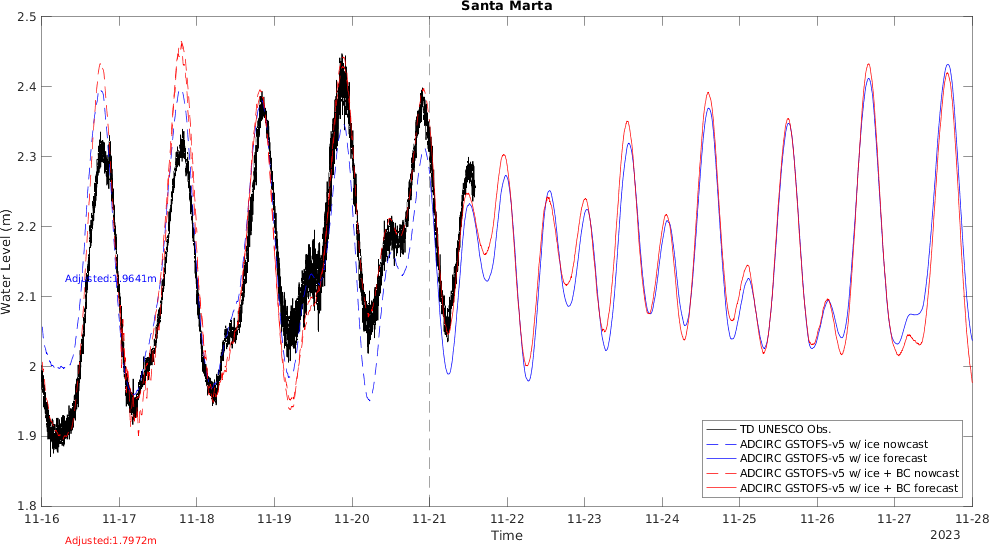 Santa Marta
2.5
2.4
2.3
2.2
2.1
2
1.9
1.8
Water Level (m)
Adjusted:1.9641m
TD UNESCO Obs.
ADCIRC GSTOFS-v5 w/ ice nowcast
ADCIRC GSTOFS-v5 w/ ice forecast
ADCIRC GSTOFS-v5 w/ ice + BC nowcast
ADCIRC GSTOFS-v5 w/ ice + BC forecast
11-16 11-17 11-18 11-19 11-20 11-21 11-22 11-23 11-24 11-25 11-26 11-27 11-28
Time
2023
Adjusted:1.7972m